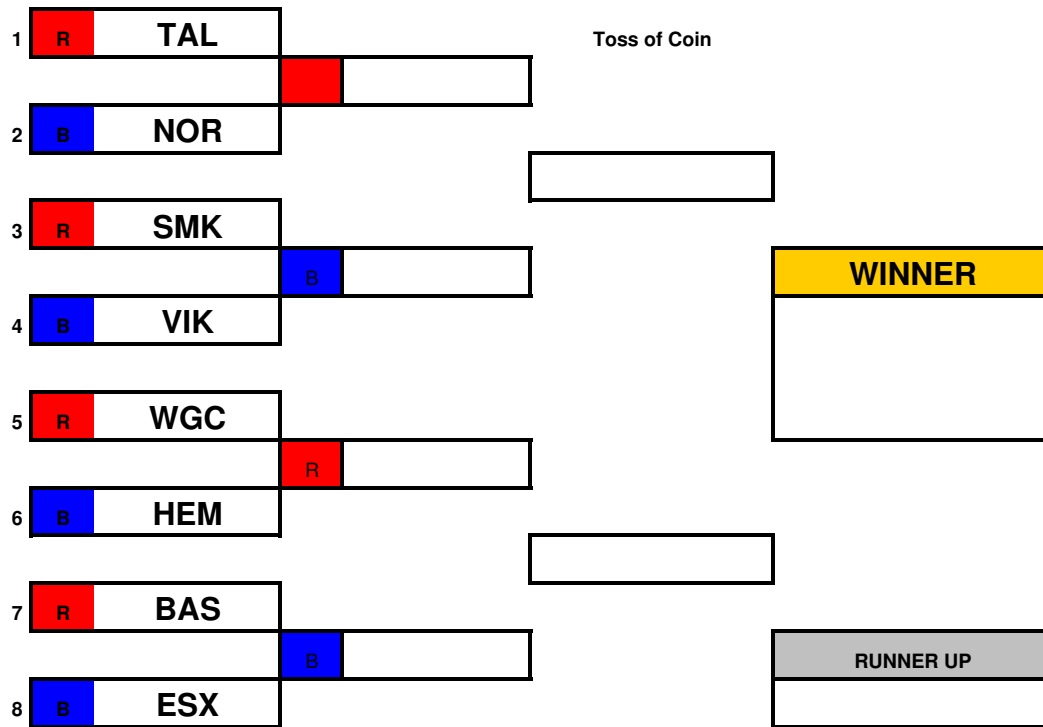 1 R TAL Toss of Coin
2 B NOR
3 R SMK
B WINNER
4 B VIK
5 R WGC
R
6 B HEM
7 R BAS
B RUNNER UP
8 B ESX